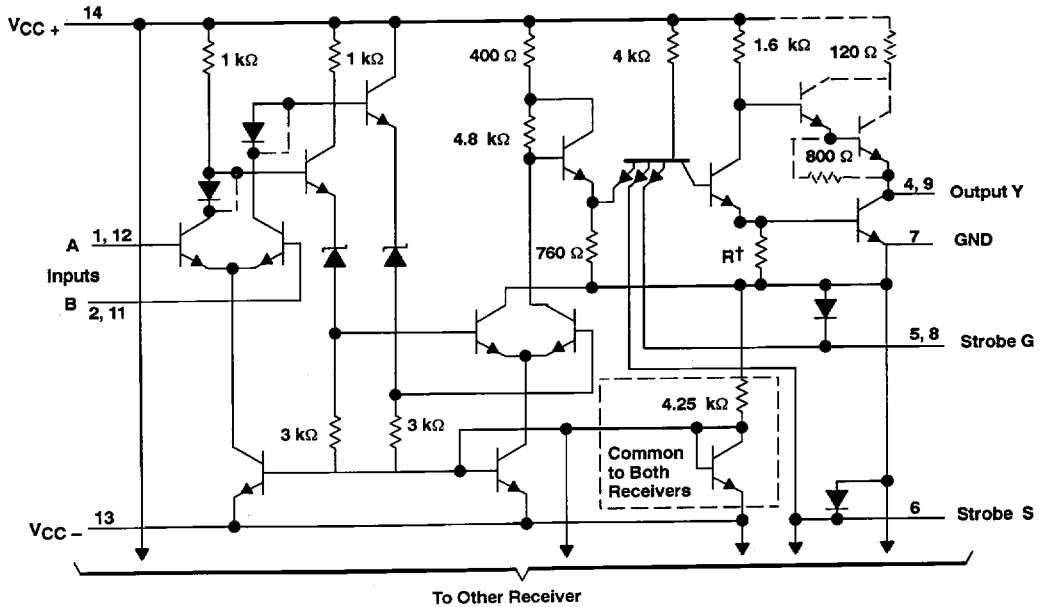 14
VCC +
1 kΩ
1 kΩ
400 Ω
4 kΩ
1.6 kΩ
120 Ω
4.8 kΩ
800 Ω
4, 9
Output Y
A
1, 12
Inputs
B
2, 11
760 Ω
R†
7
GND
5, 8
Strobe G
3 kΩ
3 kΩ
4.25 kΩ
Common
to Both
Receivers
13
VCC –
6
Strobe S
To Other Receiver